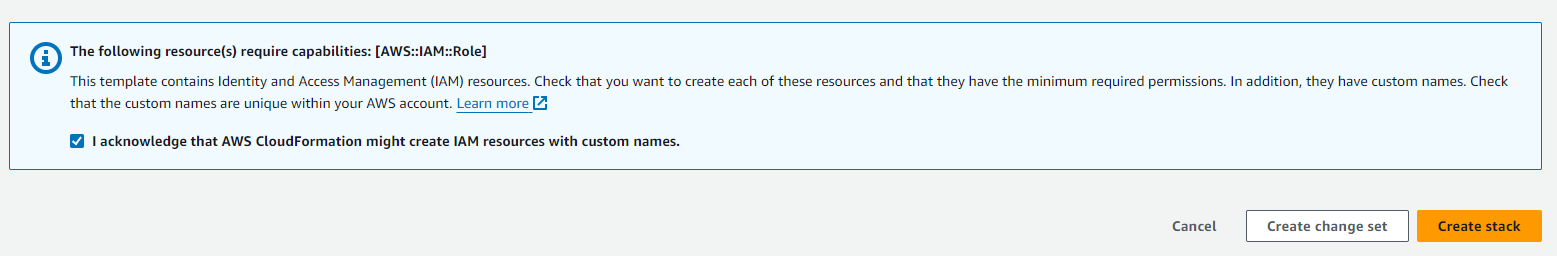 The following resource(s) require capabilities: [AWS::IAM::Role]
This template contains Identity and Access Management (IAM) resources. Check that you want to create each of these resources and that they have the minimum required permissions. In addition, they have custom names. Check
that the custom names are unique within your AWS account. Learn more
I acknowledge that AWS CloudFormation might create IAM resources with custom names.
Cancel Create change set Create stack